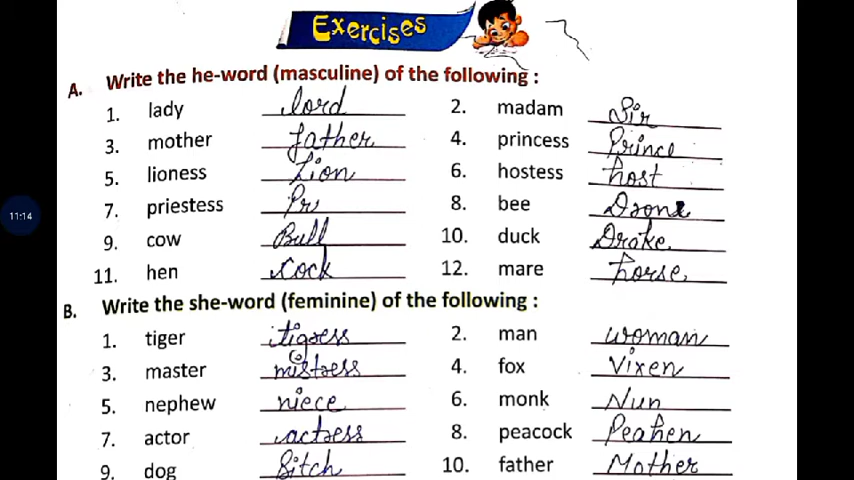 Exercises
A. Write the he-word (masculine) of the following :
1. lady lord 2. madam Sir
3. mother father 4. princess Prince
5. lioness Lion 6. hostess host
7. priestess Pr 8. bee Drone
9. cow Bull 10. duck Drake.
11. hen Cock 12. mare horse.
B. Write the she-word (feminine) of the following :
1. tiger tigress 2. man woman
3. master mistress 4. fox Vixen
5. nephew niece 6. monk Nun
7. actor actress 8. peacock Peahen
9. dog Bitch 10. father Mother
11:14